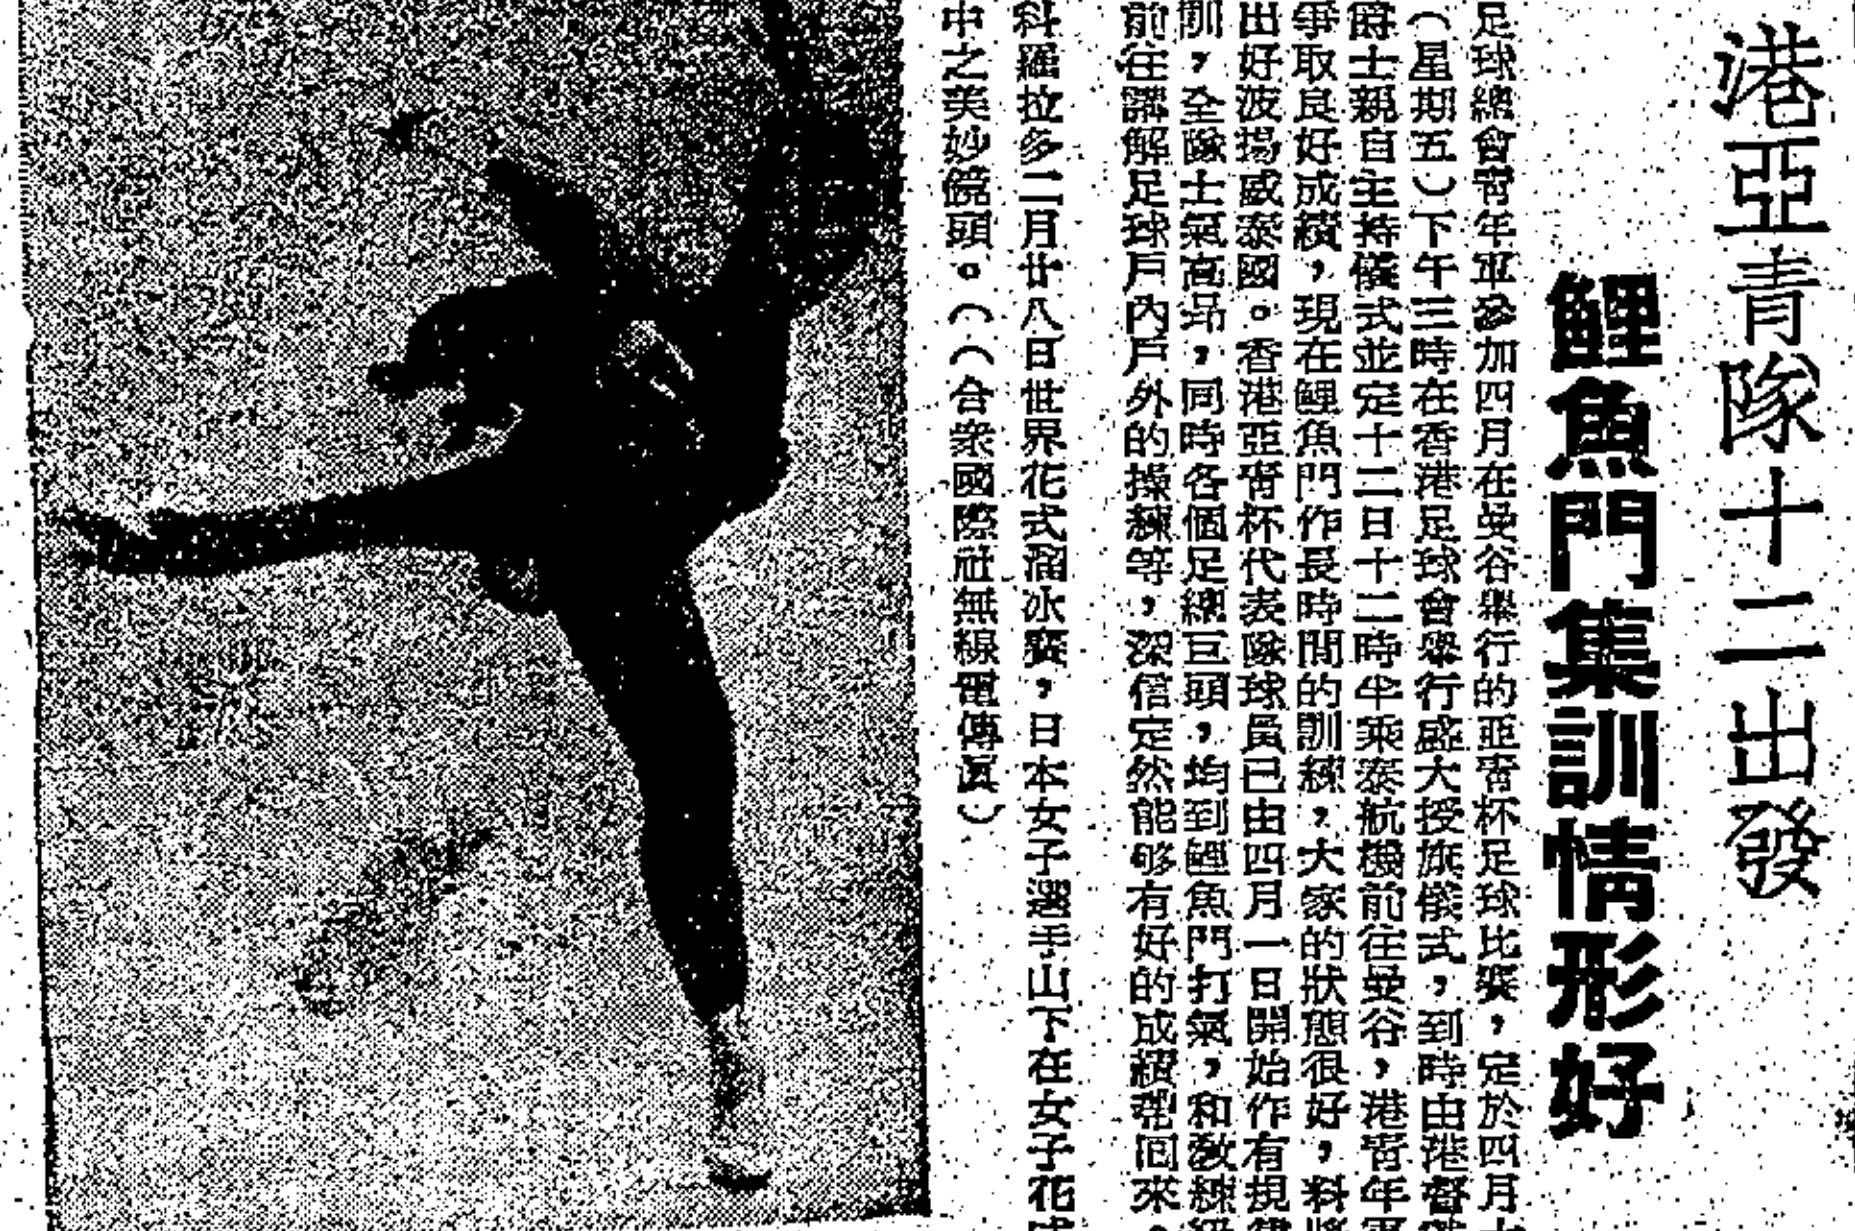 港亞青隊十二出發
鯉魚門集訓情形好
足球總會靑年軍參加四月在曼谷舉行的亞靑杯足球比賽，定於四月十
（星期五）下午三時在香港足球會舉行盛大授旗儀式，到時由港督
爵士親自主持儀式並定十二日十二時半乘泰航機前往曼谷，港靑年軍
爭取良好成績，現在鯉魚門作長時間的訓練，大家的狀態很好，料將
出好波揚威泰國。香港亞靑杯代表隊球員已由四月一日開始作有規律
訓，全隊士氣高昻，同時各個足總巨頭，均到鯉魚門打氣，和敎練
前往講解足球戶內戶外的操練等，深信定然能够有好的成績帶回來。
科羅拉多二月廿八日世界花式溜冰賽，日本女子選手山下在女子花式
中之美妙鏡頭。（（合衆國際社無線電傳眞）